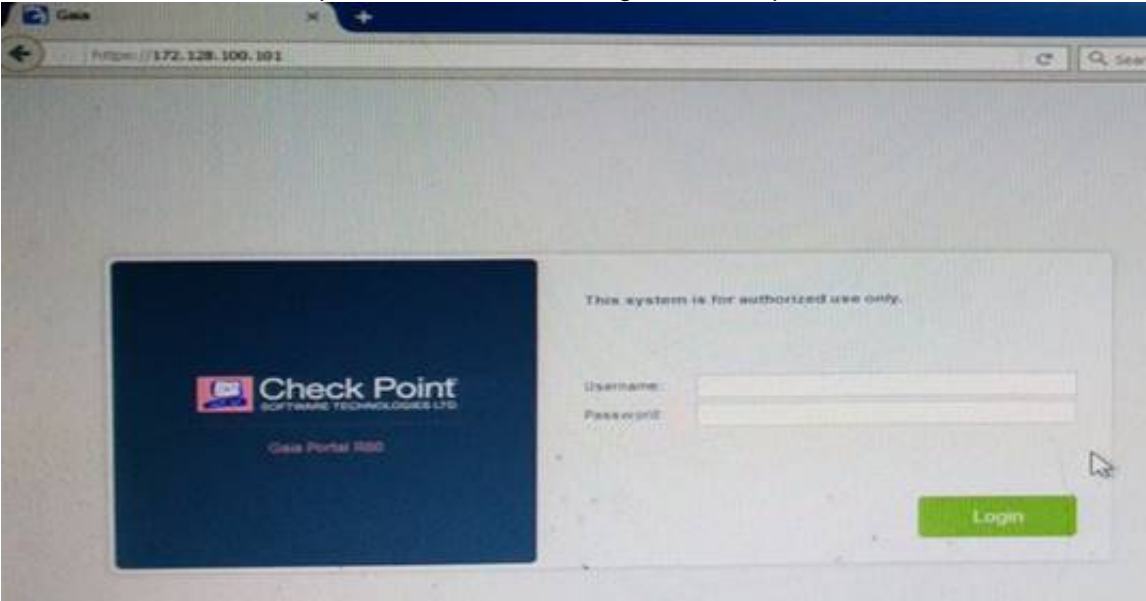 Gaia
https://172.128.100.101
Sear
This system is for authorized use only.
Check Point
SOFTWARE TECHNOLOGIES LTD.
Gaia Portal R80
Username:
Password:
Login